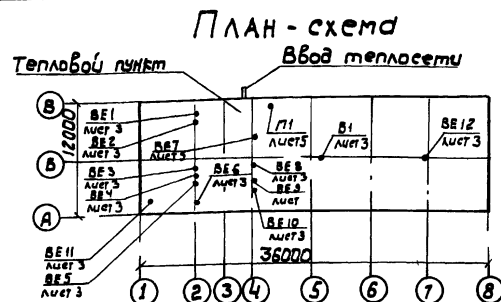 План-схема
Тепловой пункт
Ввод теплосети
В
Б
А
12000
ВЕ1
лист 3
ВЕ2
лист 3
ВЕ7
лист 3
ВЕ3
лист 3
ВЕ4
лист 3
ВЕ6
лист 3
П1
лист5
В1
лист 3
ВЕ12
лист 3
ВЕ8
лист 3
ВЕ9
лист
ВЕ10
лист 3
ВЕ11
лист 3
ВЕ5
лист 3
36000
1 2 3 4 5 6 7 8